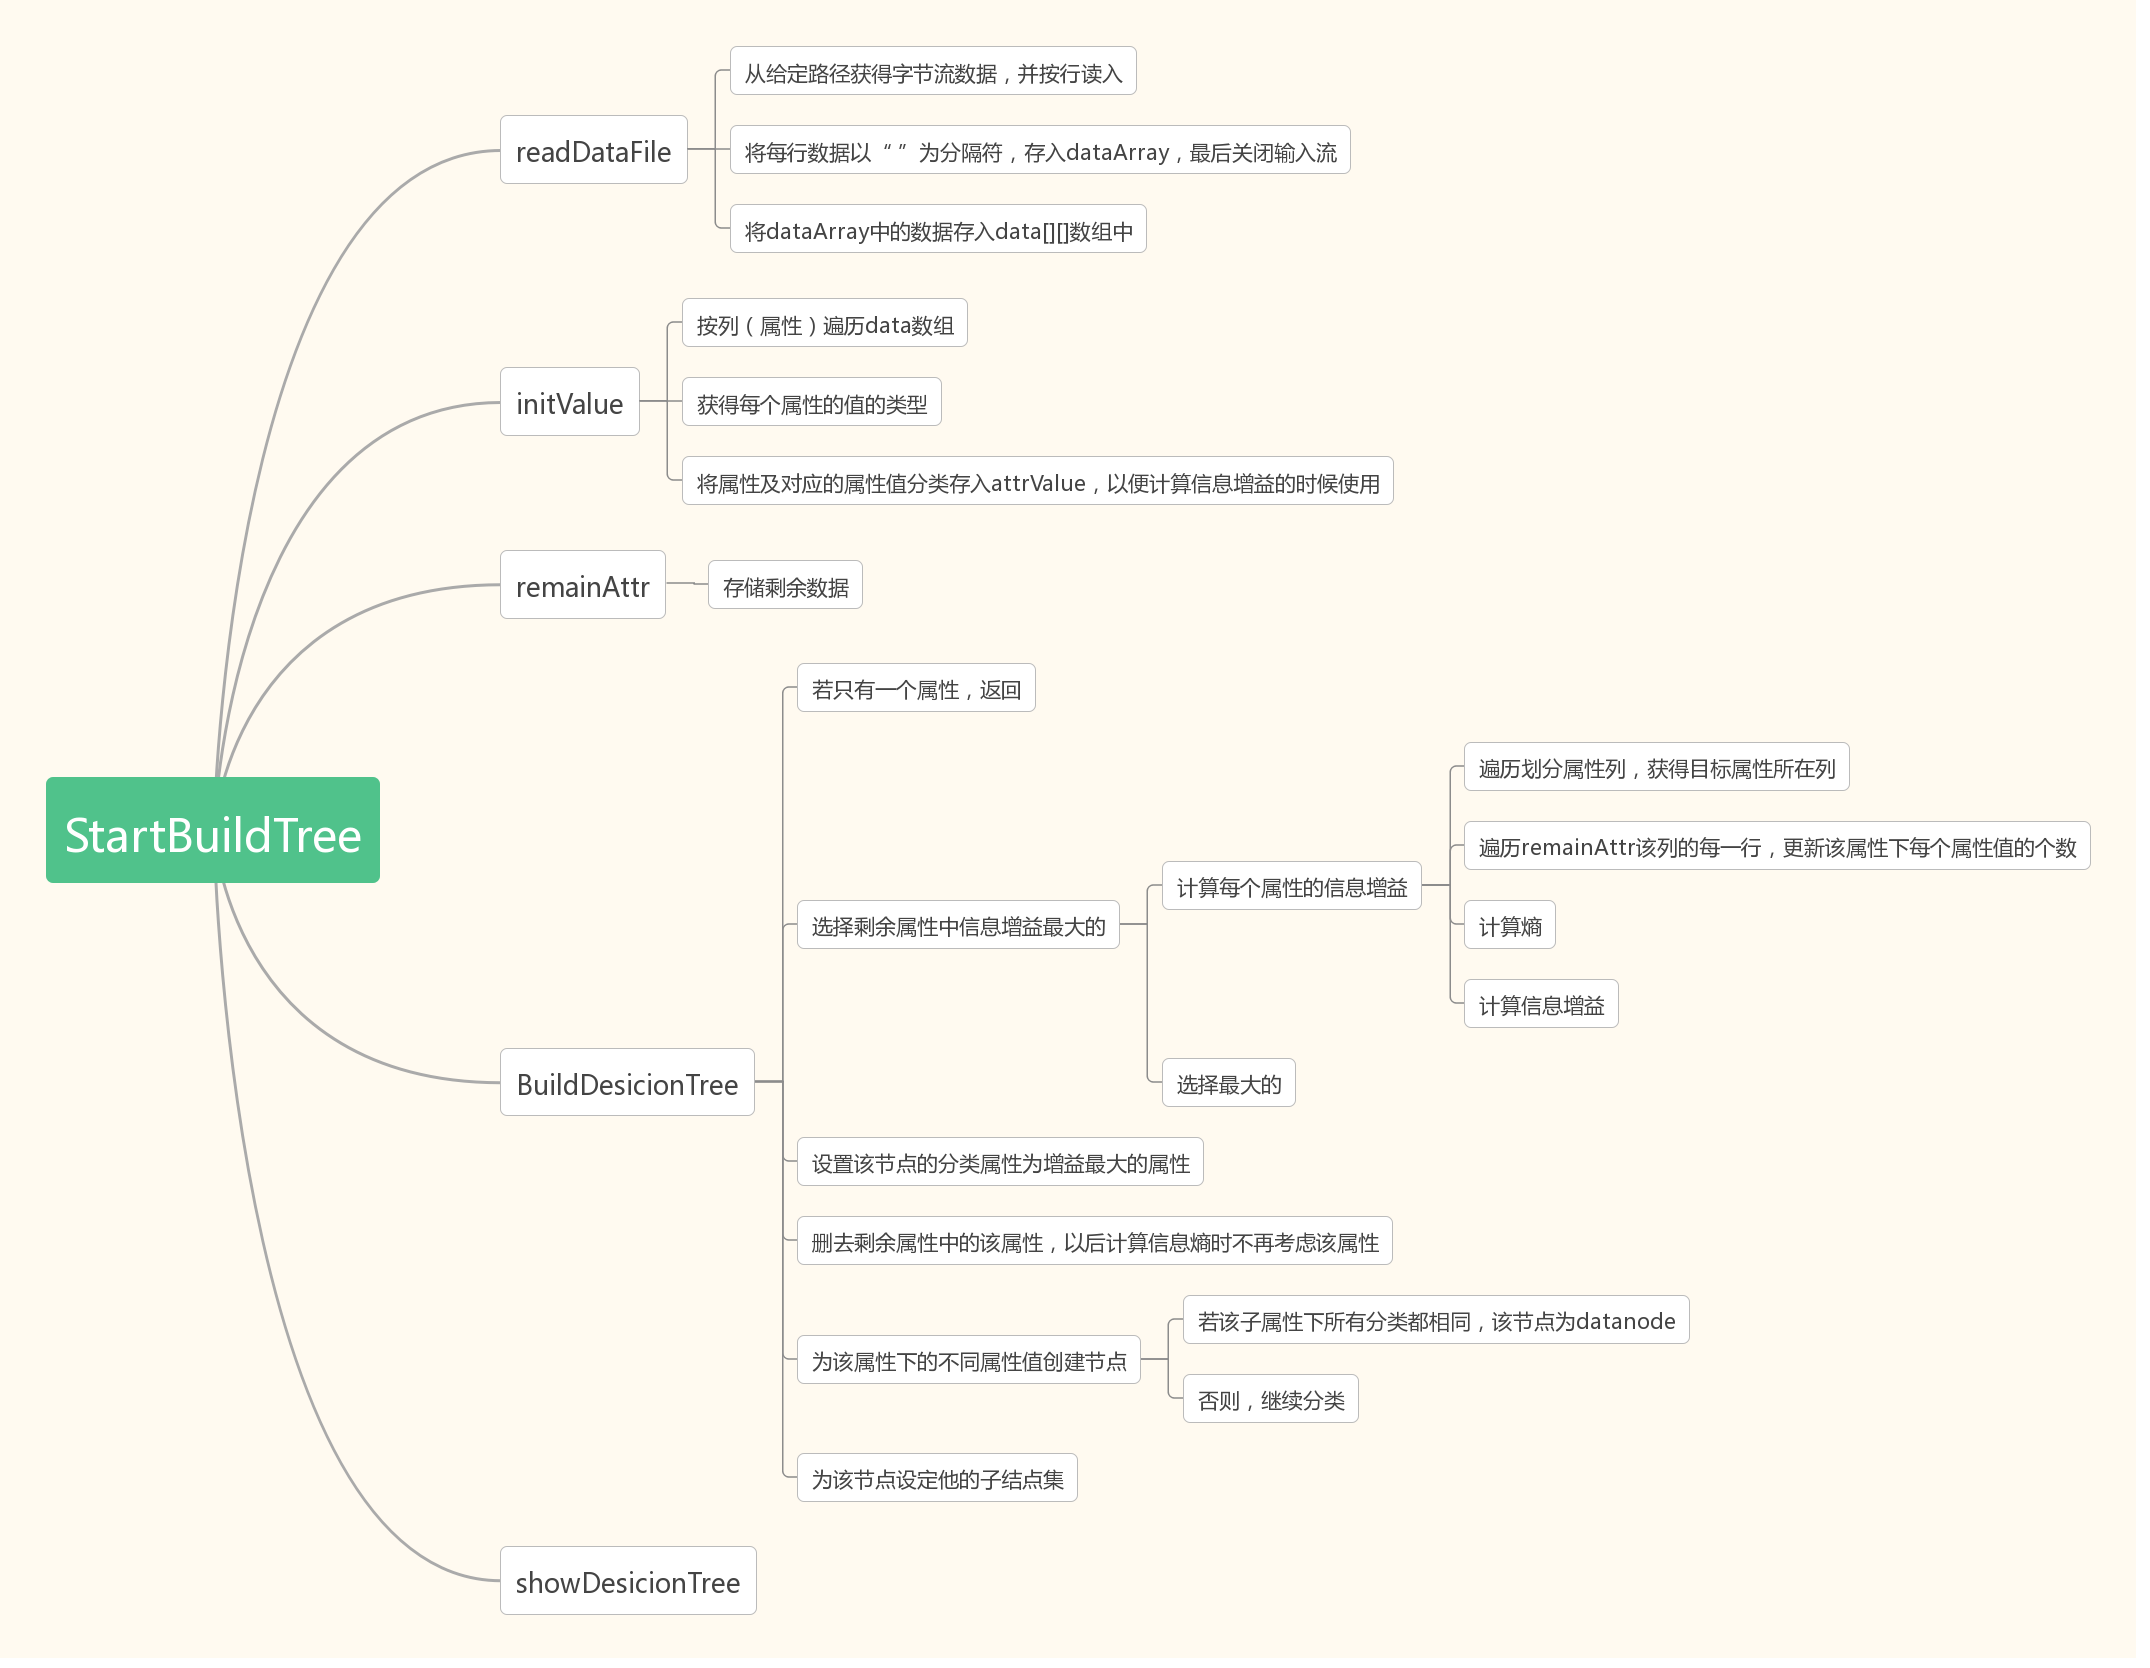 StartBuildTree
readDataFile
从给定路径获得字节流数据，并按行读入
将每行数据以“ ”为分隔符，存入dataArray，最后关闭输入流
将dataArray中的数据存入data[][]数组中
initValue
按列（属性）遍历data数组
获得每个属性的值的类型
将属性及对应的属性值分类存入attrValue，以便计算信息增益的时候使用
remainAttr
存储剩余数据
BuildDesicionTree
若只有一个属性，返回
选择剩余属性中信息增益最大的
计算每个属性的信息增益
遍历划分属性列，获得目标属性所在列
遍历remainAttr该列的每一行，更新该属性下每个属性值的个数
计算熵
计算信息增益
选择最大的
设置该节点的分类属性为增益最大的属性
删去剩余属性中的该属性，以后计算信息熵时不再考虑该属性
为该属性下的不同属性值创建节点
若该子属性下所有分类都相同，该节点为datanode
否则，继续分类
为该节点设定他的子结点集
showDesicionTree